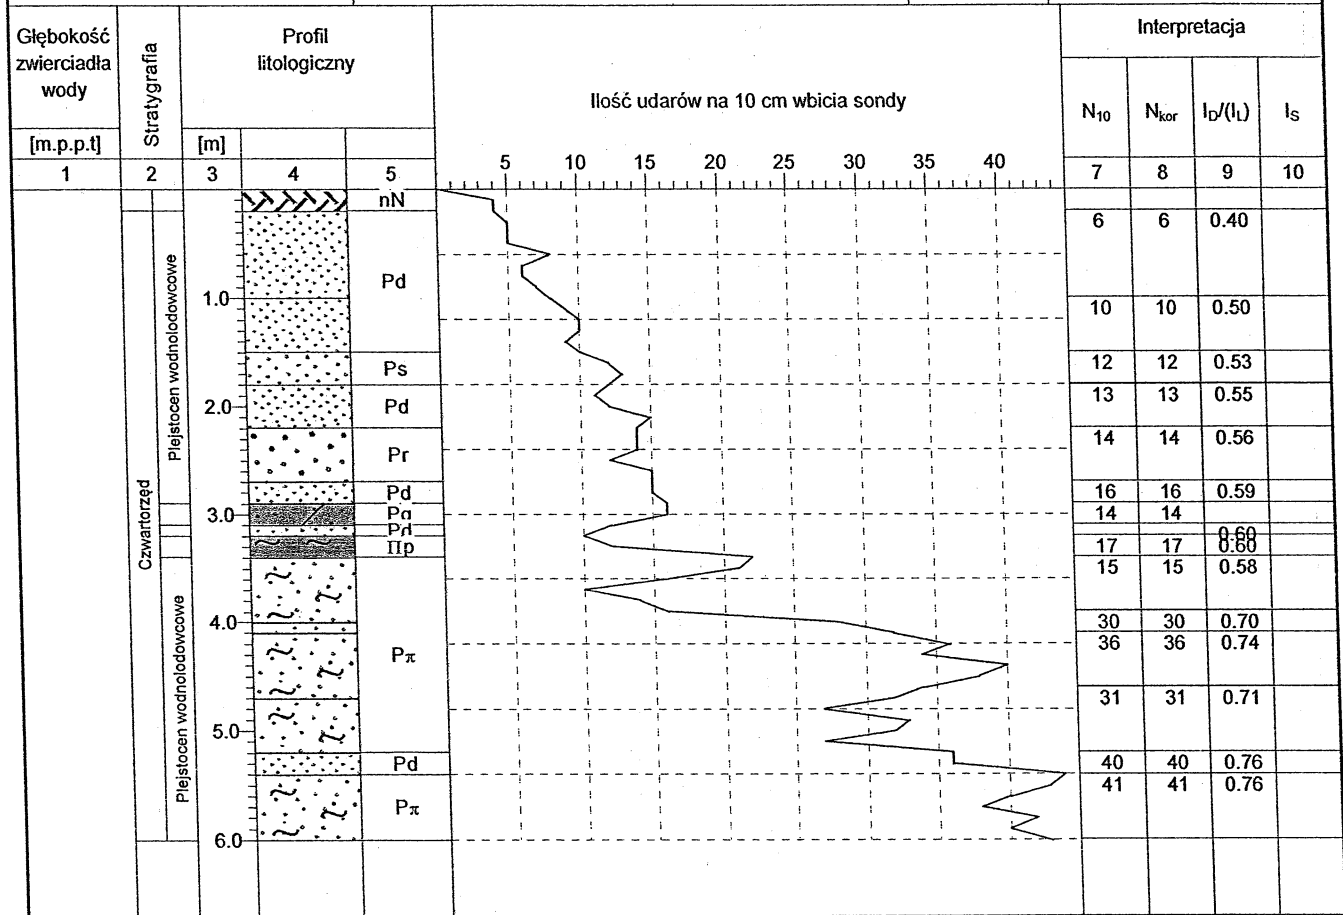 Głębokość zwierciadła wody
[m.p.p.t]
Stratygrafia
Profil litologiczny
[m]
Ilość udarów na 10 cm wbicia sondy
Interpretacja
N10 Nkor ID/(IL) IS
5 10 15 20 25 30 35 40
1 2 3 4 5 7 8 9 10
Czwartorzęd
Plejstocen wodnolodowcowe
Plejstocen wodnolodowcowe
nN
6 6 0.40
Pd
1.0
10 10 0.50
Ps
12 12 0.53
2.0
Pd
13 13 0.55
Pr
14 14 0.56
Pd
16 16 0.59
3.0
Pg
14 14
Pd
0.60
Πp
17 17 0.60
15 15 0.58
4.0
30 30 0.70
Pπ
36 36 0.74
31 31 0.71
5.0
Pd
40 40 0.76
Pπ
41 41 0.76
6.0